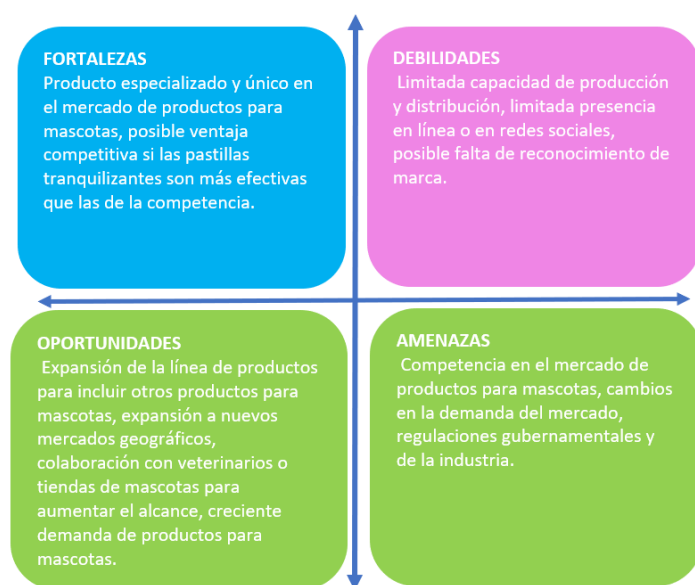 FORTALEZAS
Producto especializado y único en
el mercado de productos para
mascotas, posible ventaja
competitiva si las pastillas
tranquilizantes son más efectivas
que las de la competencia.
DEBILIDADES
Limitada capacidad de producción
y distribución, limitada presencia
en línea o en redes sociales,
posible falta de reconocimiento de
marca.
OPORTUNIDADES
Expansión de la línea de productos
para incluir otros productos para
mascotas, expansión a nuevos
mercados geográficos,
colaboración con veterinarios o
tiendas de mascotas para
aumentar el alcance, creciente
demanda de productos para
mascotas.
AMENAZAS
Competencia en el mercado de
productos para mascotas, cambios
en la demanda del mercado,
regulaciones gubernamentales y
de la industria.